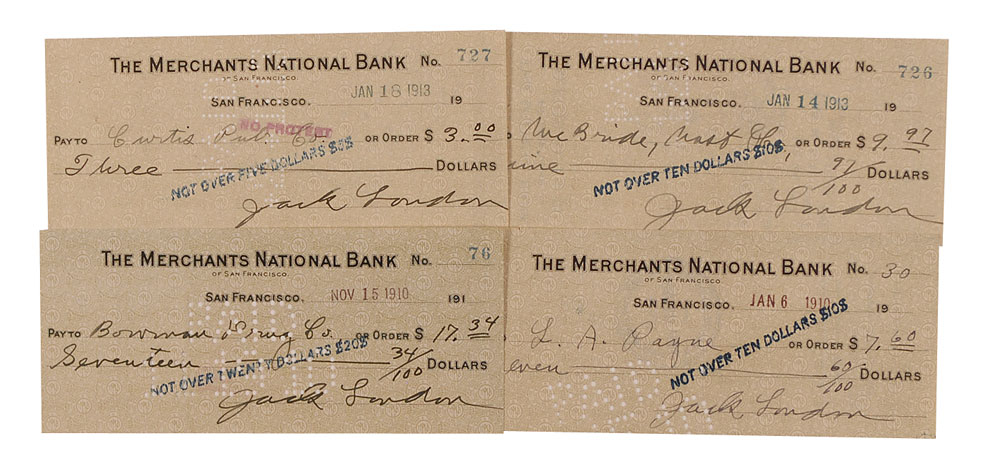 THE MERCHANTS NATIONAL BANK No. 727
OF SAN FRANCISCO.
SAN FRANCISCO. JAN 18 1913 19
NO PROTEST
PAY TO Curtis Pub. Co OR ORDER $ 3.00
Three DOLLARS
NOT OVER FIVE DOLLARS $5$
Jack London
THE MERCHANTS NATIONAL BANK No. 726
OF SAN FRANCISCO.
SAN FRANCISCO. JAN 14 1913 19
McBride, Nast & Co, OR ORDER $ 9.97
ine 97/100 DOLLARS
NOT OVER TEN DOLLARS $10$
Jack London
THE MERCHANTS NATIONAL BANK No. 76
OF SAN FRANCISCO.
SAN FRANCISCO. NOV 15 1910 191
PAY TO Bowman Drug Co. OR ORDER $ 17.34
Seventeen 34/100 DOLLARS
NOT OVER TWENTY DOLLARS $20$
Jack London
THE MERCHANTS NATIONAL BANK No. 30
OF SAN FRANCISCO.
SAN FRANCISCO. JAN 6 1910 19
L. A. Payne OR ORDER $ 7.60
even 60/100 DOLLARS
NOT OVER TEN DOLLARS $10$
Jack London